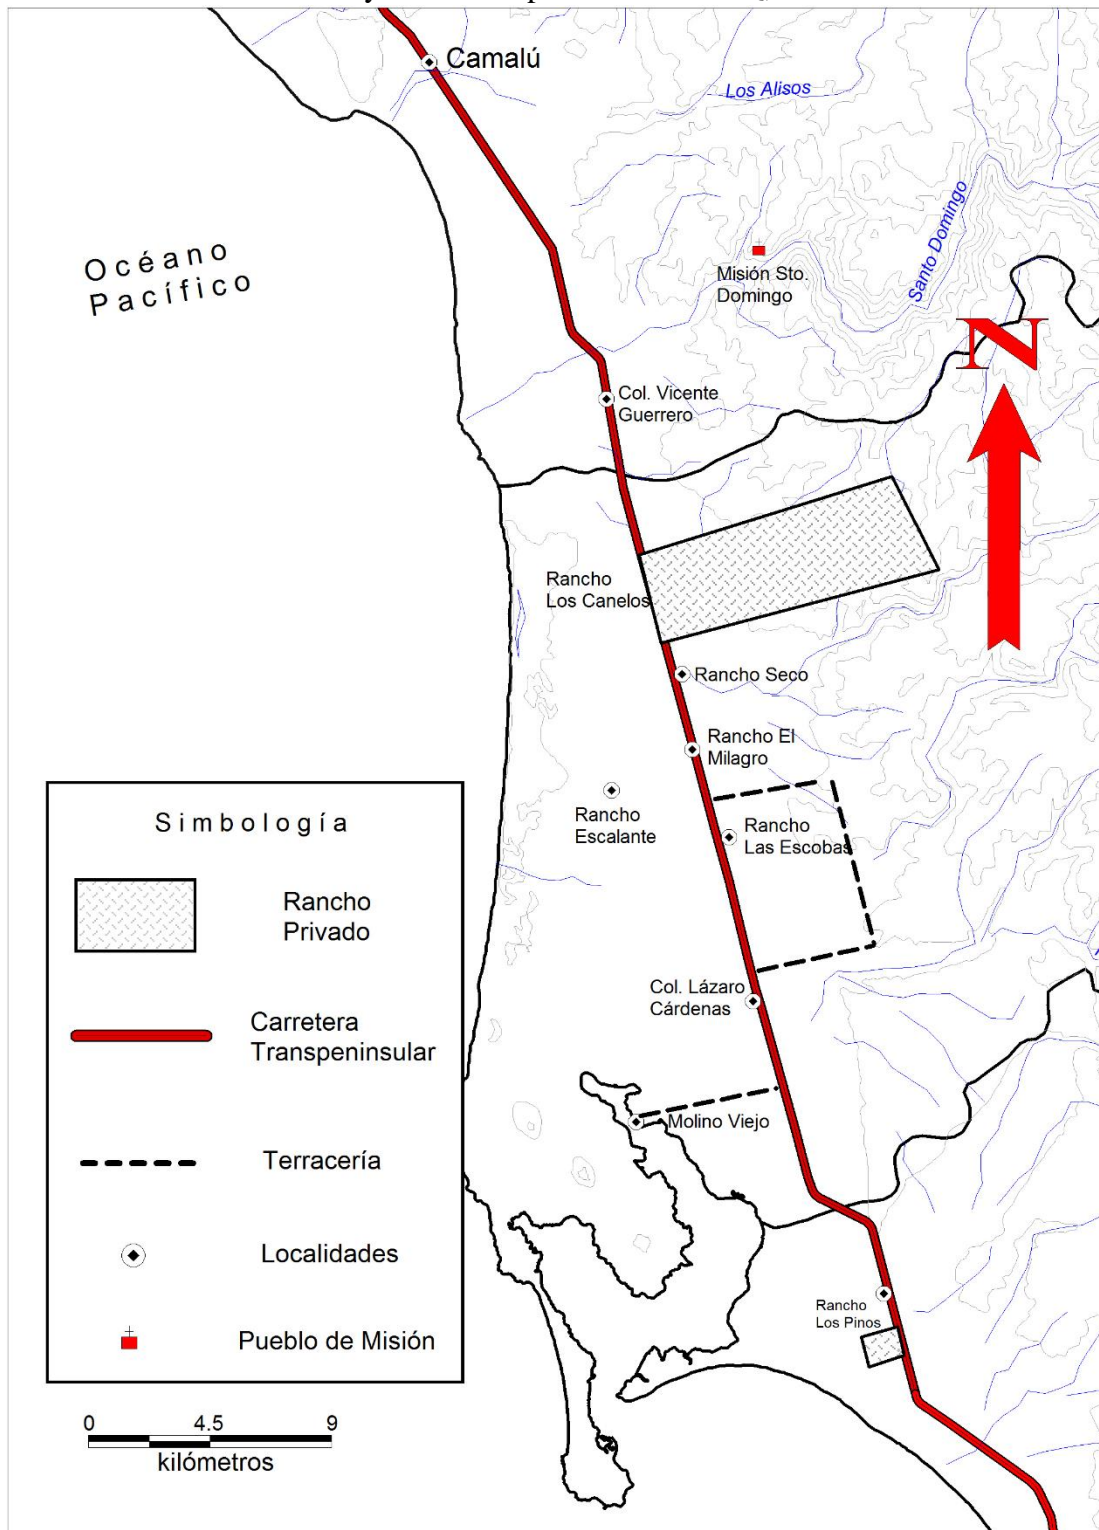 Camalú
Los Alisos
Océano
Pacífico
Santo Domingo
Misión Sto.
Domingo
N
Col. Vicente
Guerrero
Rancho
Los Canelos
Rancho Seco
Rancho El
Milagro
Rancho
Escalante
Rancho
Las Escobas
Col. Lázaro
Cárdenas
Molino Viejo
Rancho
Los Pinos
Simbología
Rancho
Privado
Carretera
Transpeninsular
Terracería
Localidades
Pueblo de Misión
0 4.5 9
kilómetros